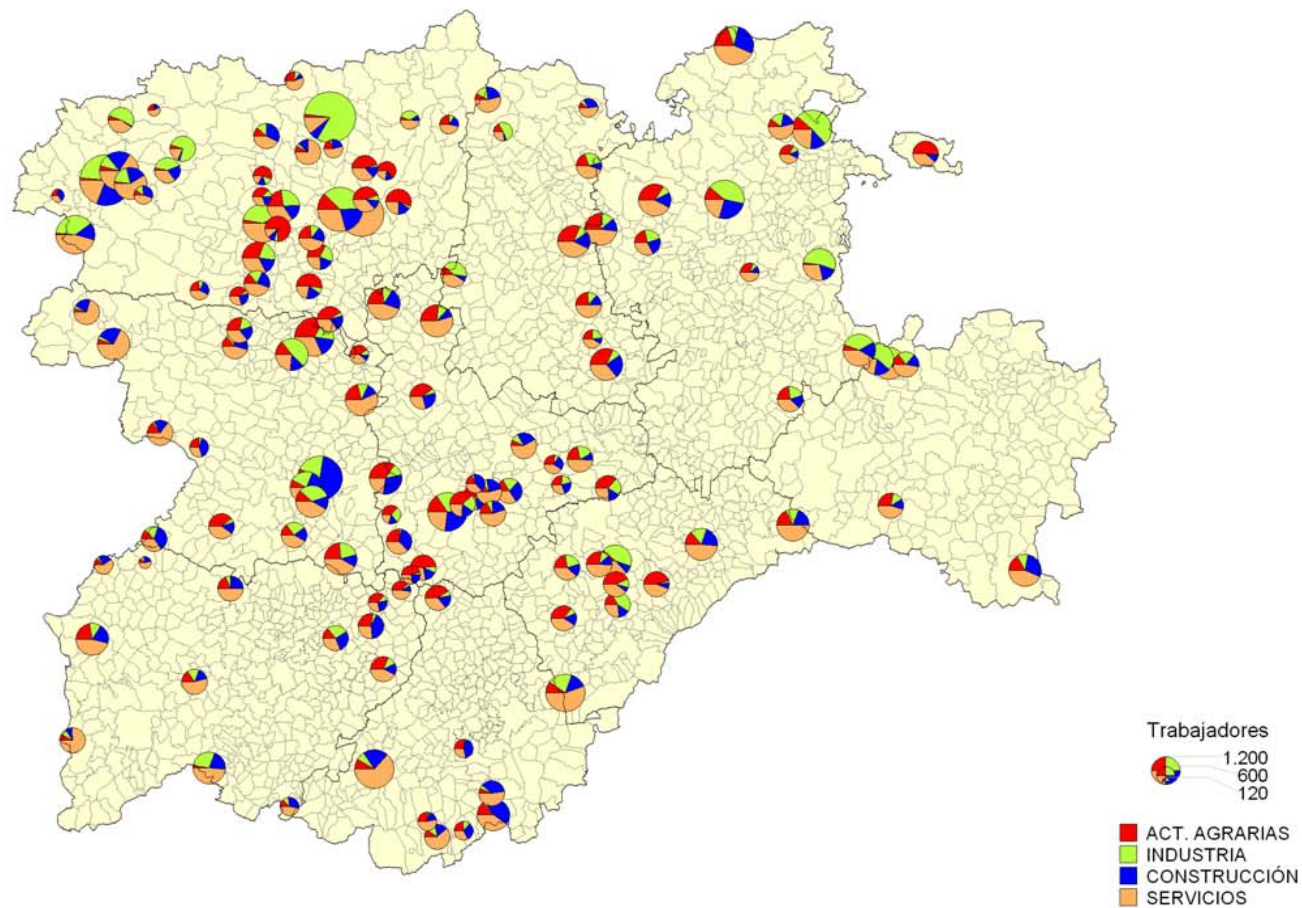 Trabajadores
1.200
600
120
ACT. AGRARIAS
INDUSTRIA
CONSTRUCCIÓN
SERVICIOS